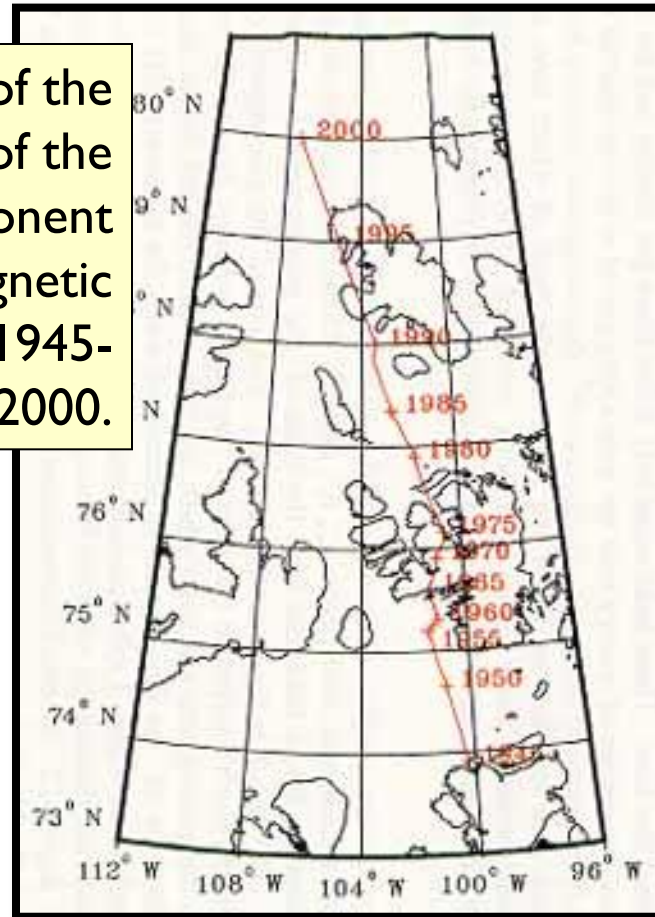 of the
of the
onent
gnetic
1945-
2000.
80° N
9° N
° N
N
76° N
75° N
74° N
73° N
112° W
108° W
104° W
100° W
96° W
2000
1995
1990
1985
1980
1975
1970
1965
1960
1955
1950